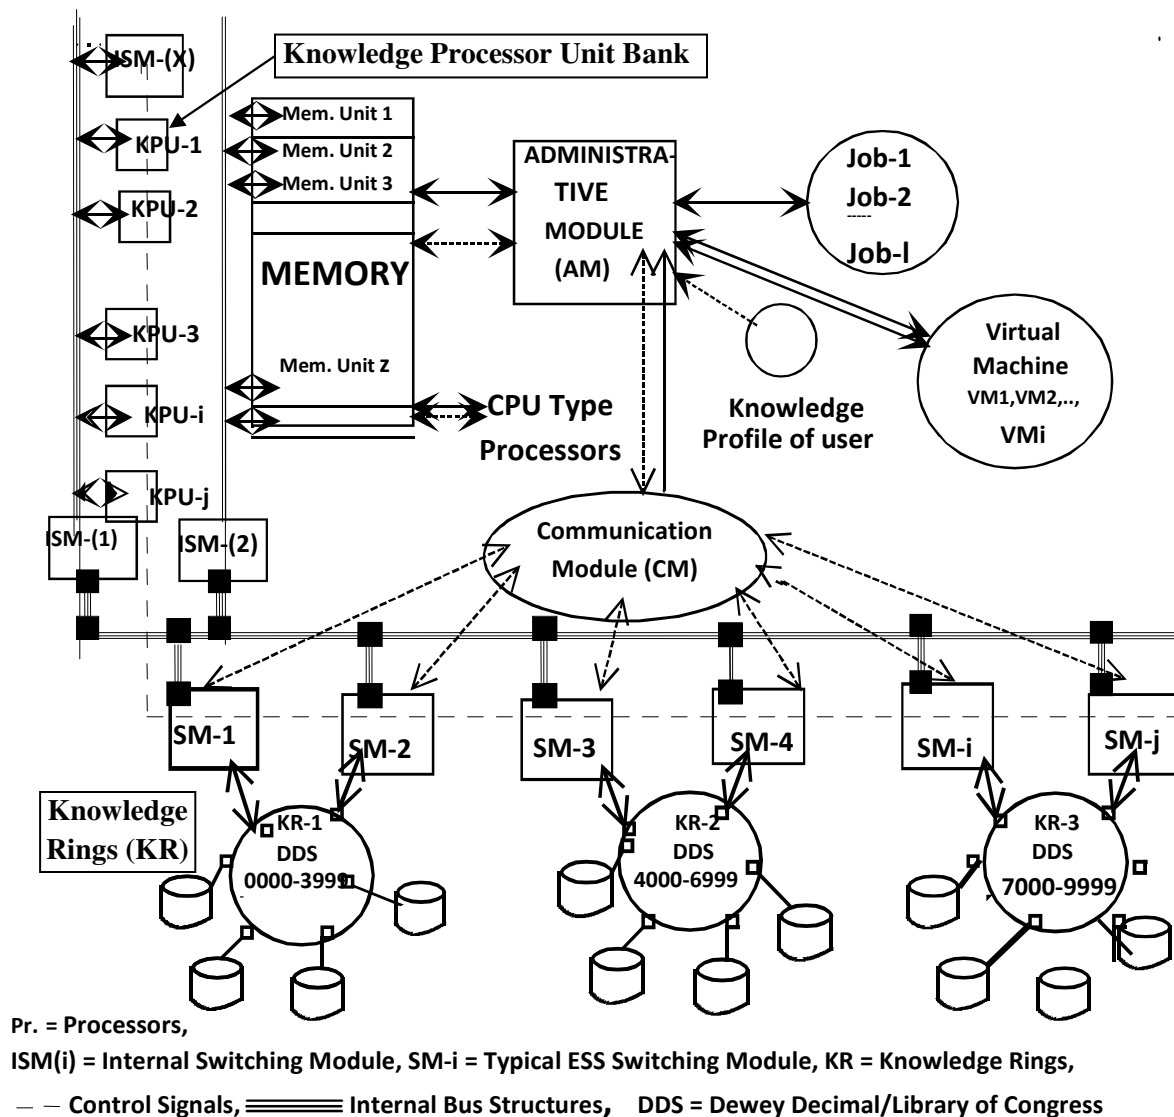 ISM-(X)
Knowledge Processor Unit Bank
KPU-1
KPU-2
KPU-3
KPU-i
KPU-j
ISM-(1)
ISM-(2)
Mem. Unit 1
Mem. Unit 2
Mem. Unit 3
MEMORY
Mem. Unit z
CPU Type
Processors
ADMINISTRA-
TIVE
MODULE
(AM)
Job-1
Job-2
-----
Job-l
Virtual
Machine
VM1,VM2,..,
VMi
Knowledge
Profile of user
Communication
Module (CM)
SM-1
SM-2
SM-3
SM-4
SM-i
SM-j
Knowledge
Rings (KR)
KR-1
DDS
0000-3999
KR-2
DDS
4000-6999
KR-3
DDS
7000-9999
Pr. = Processors,
ISM(i) = Internal Switching Module, SM-i = Typical ESS Switching Module, KR = Knowledge Rings,
— — Control Signals, Internal Bus Structures, DDS = Dewey Decimal/Library of Congress